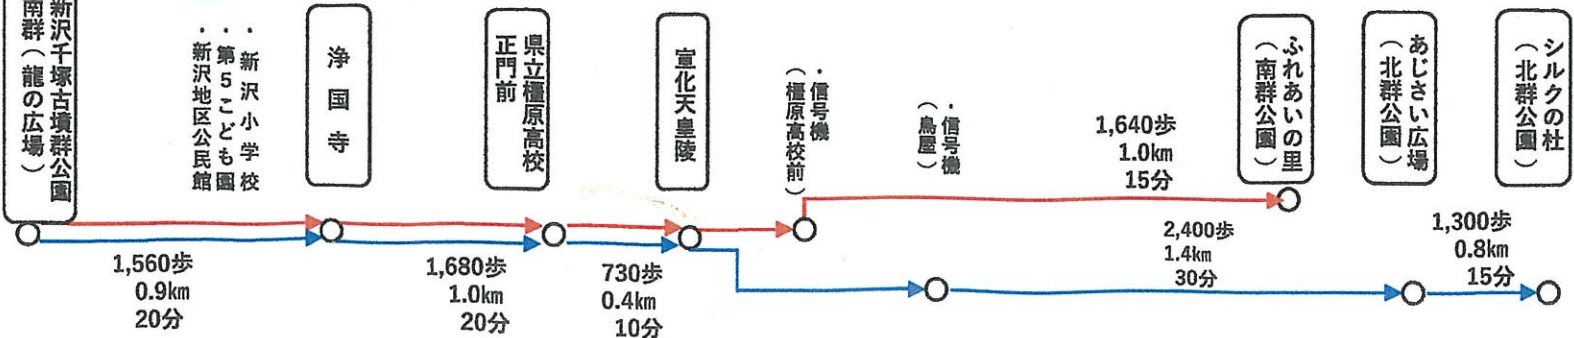 新沢千塚古墳群公園
南群（龍の広場）
・新沢小学校
・第5こども園
・新沢地区公民館
浄国寺
県立橿原高校
正門前
宣化天皇陵
・信号機
（橿原高校前）
・信号機
（鳥屋）
1,640歩
1.0km
15分
ふれあいの里
（南群公園）
あじさい広場
（北群公園）
シルクの杜
（北群公園）
1,560歩
0.9km
20分
1,680歩
1.0km
20分
730歩
0.4km
10分
2,400歩
1.4km
30分
1,300歩
0.8km
15分